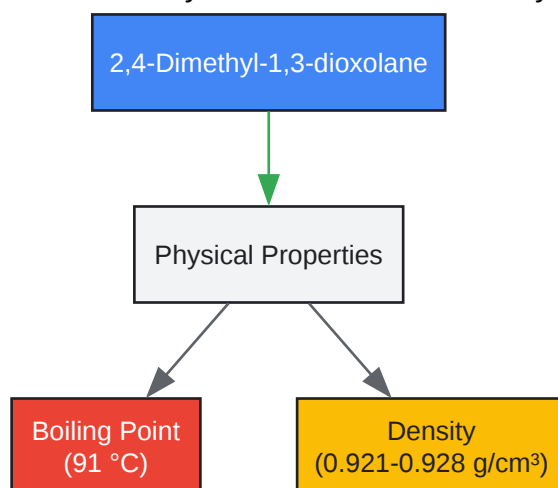 2,4-Dimethyl-1,3-dioxolane
Physical Properties
Boiling Point
(91 °C)
Density
(0.921-0.928 g/cm³)